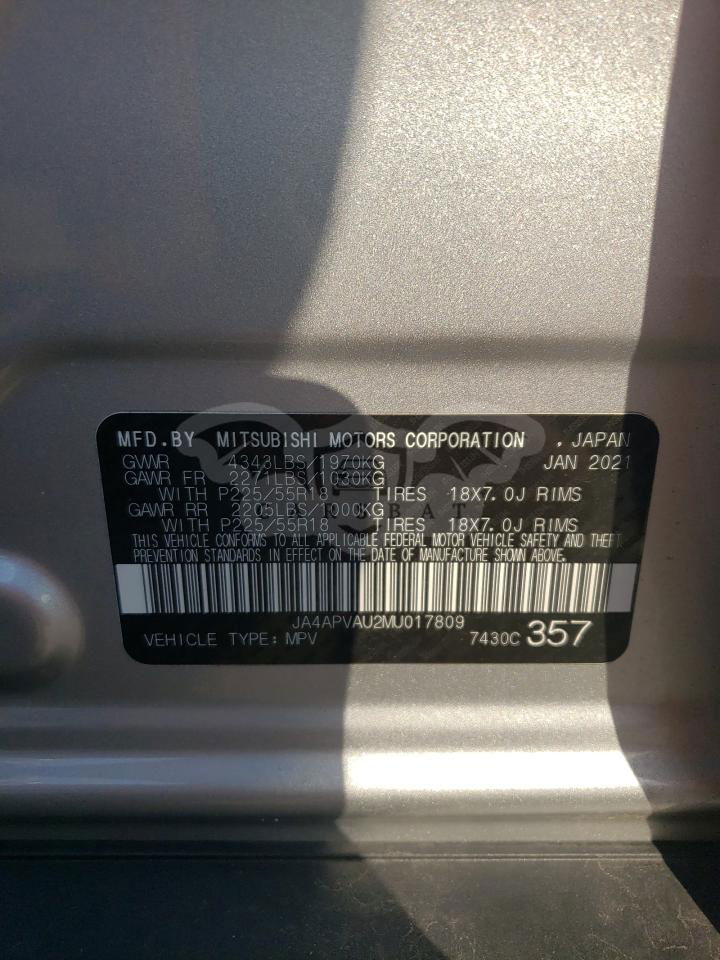 MFD.BY MITSUBISHI MOTORS CORPORATION , JAPAN
GVWR 4343LBS/1970KG JAN 2021
GAWR FR 2271LBS/1030KG
WITH P225/55R18 TIRES 18X7.0J RIMS
GAWR RR 2205LBS/1000KG
WITH P225/55R18 TIRES 18X7.0J RIMS
THIS VEHICLE CONFORMS TO ALL APPLICABLE FEDERAL MOTOR VEHICLE SAFETY AND THEFT
PREVENTION STANDARDS IN EFFECT ON THE DATE OF MANUFACTURE SHOWN ABOVE.
JA4APVAU2MU017809
VEHICLE TYPE: MPV 7430C 357